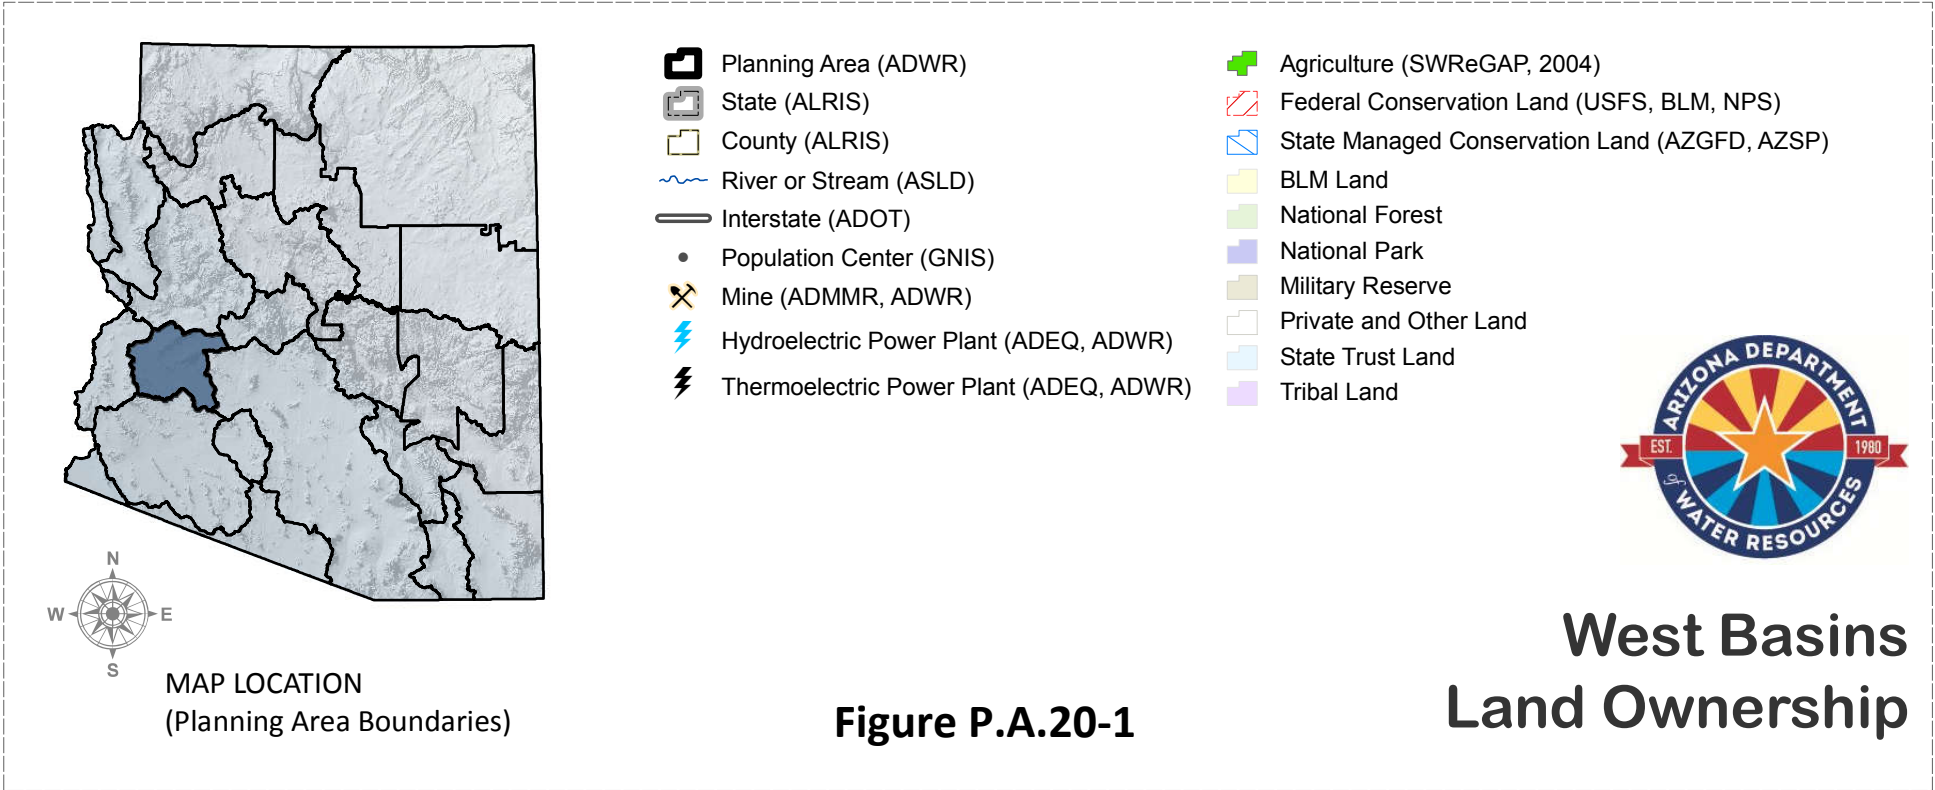 Planning Area (ADWR)
State (ALRIS)
County (ALRIS)
River or Stream (ASLD)
Interstate (ADOT)
Population Center (GNIS)
Mine (ADMMR, ADWR)
Hydroelectric Power Plant (ADEQ, ADWR)
Thermoelectric Power Plant (ADEQ, ADWR)
Agriculture (SWReGAP, 2004)
Federal Conservation Land (USFS, BLM, NPS)
State Managed Conservation Land (AZGFD, AZSP)
BLM Land
National Forest
National Park
Military Reserve
Private and Other Land
State Trust Land
Tribal Land
ARIZONA DEPARTMENT
EST. 1980
of WATER RESOURCES
N
W E
S
MAP LOCATION
(Planning Area Boundaries)
Figure P.A.20-1
West Basins
Land Ownership